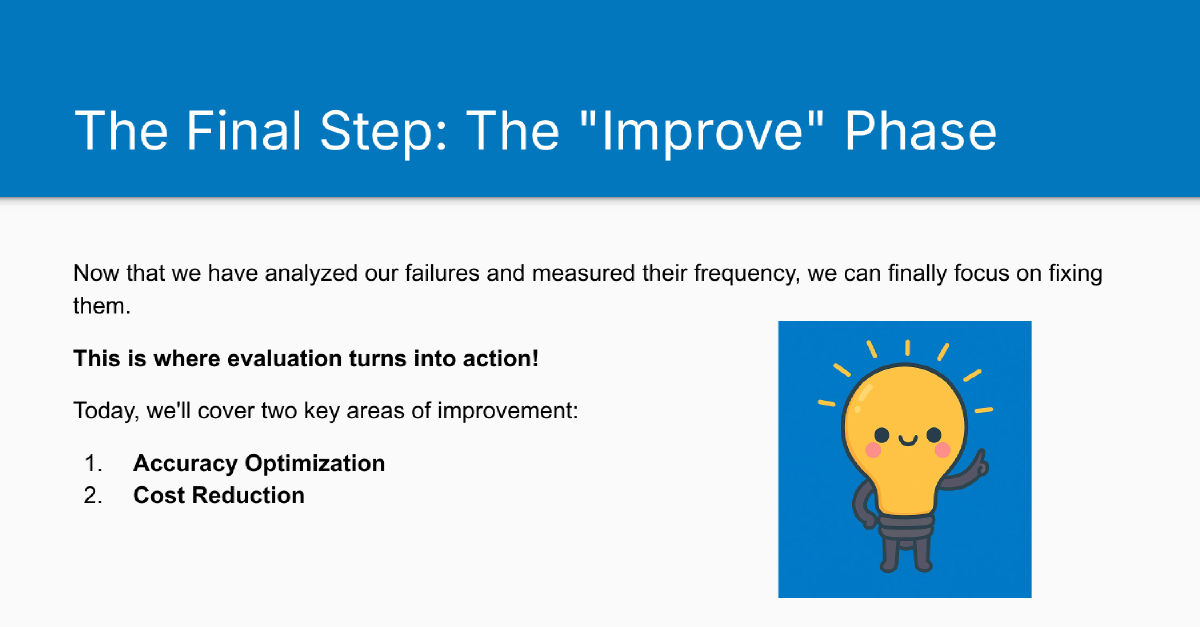 The Final Step: The "Improve" Phase
Now that we have analyzed our failures and measured their frequency, we can finally focus on fixing
them.
This is where evaluation turns into action!
Today, we'll cover two key areas of improvement:
1. Accuracy Optimization
2. Cost Reduction